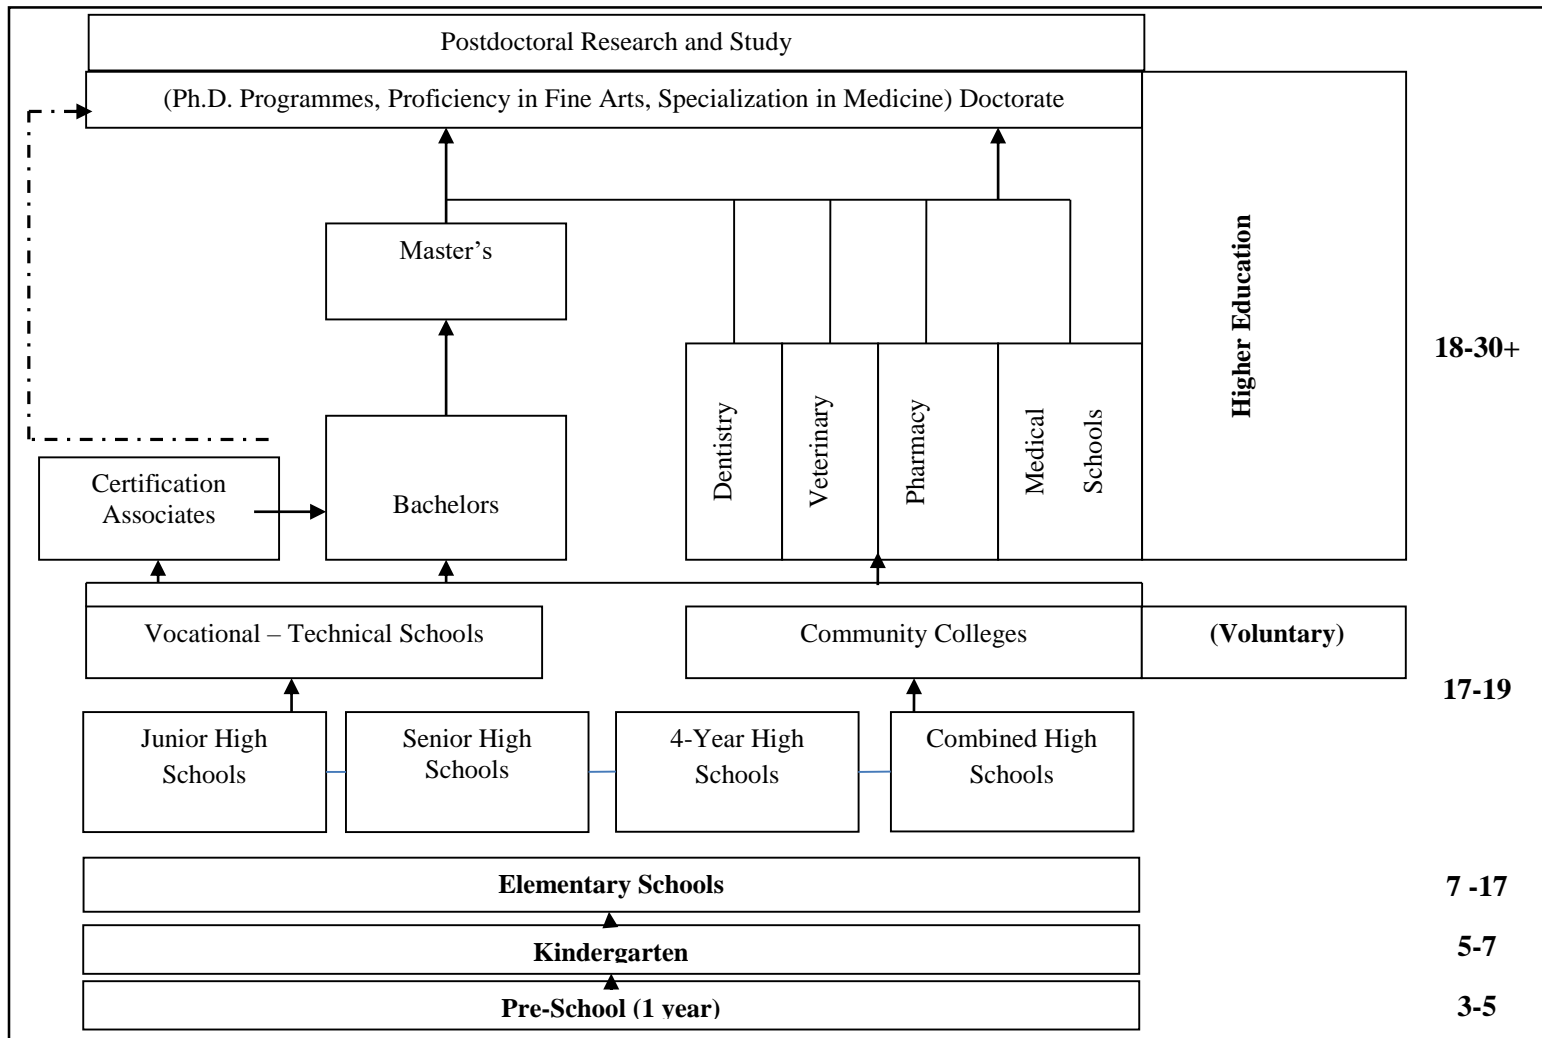 Postdoctoral Research and Study
(Ph.D. Programmes, Proficiency in Fine Arts, Specialization in Medicine) Doctorate
Master’s
Higher Education
18-30+
Dentistry
Veterinary
Pharmacy
Medical
Schools
Certification
Associates
Bachelors
Vocational – Technical Schools
Community Colleges
(Voluntary)
17-19
Junior High
Schools
Senior High
Schools
4-Year High
Schools
Combined High
Schools
Elementary Schools
7 -17
Kindergarten
5-7
Pre-School (1 year)
3-5